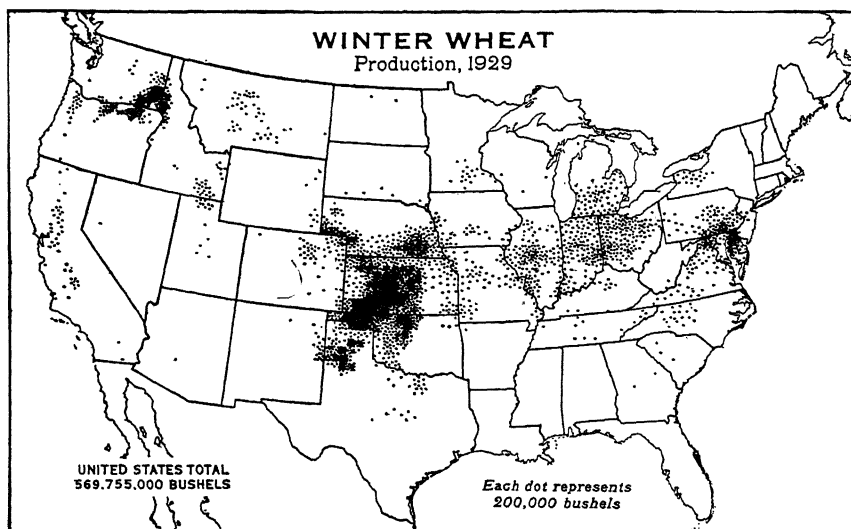 WINTER WHEAT
Production, 1929
UNITED STATES TOTAL
569,755,000 BUSHELS
Each dot represents
200,000 bushels